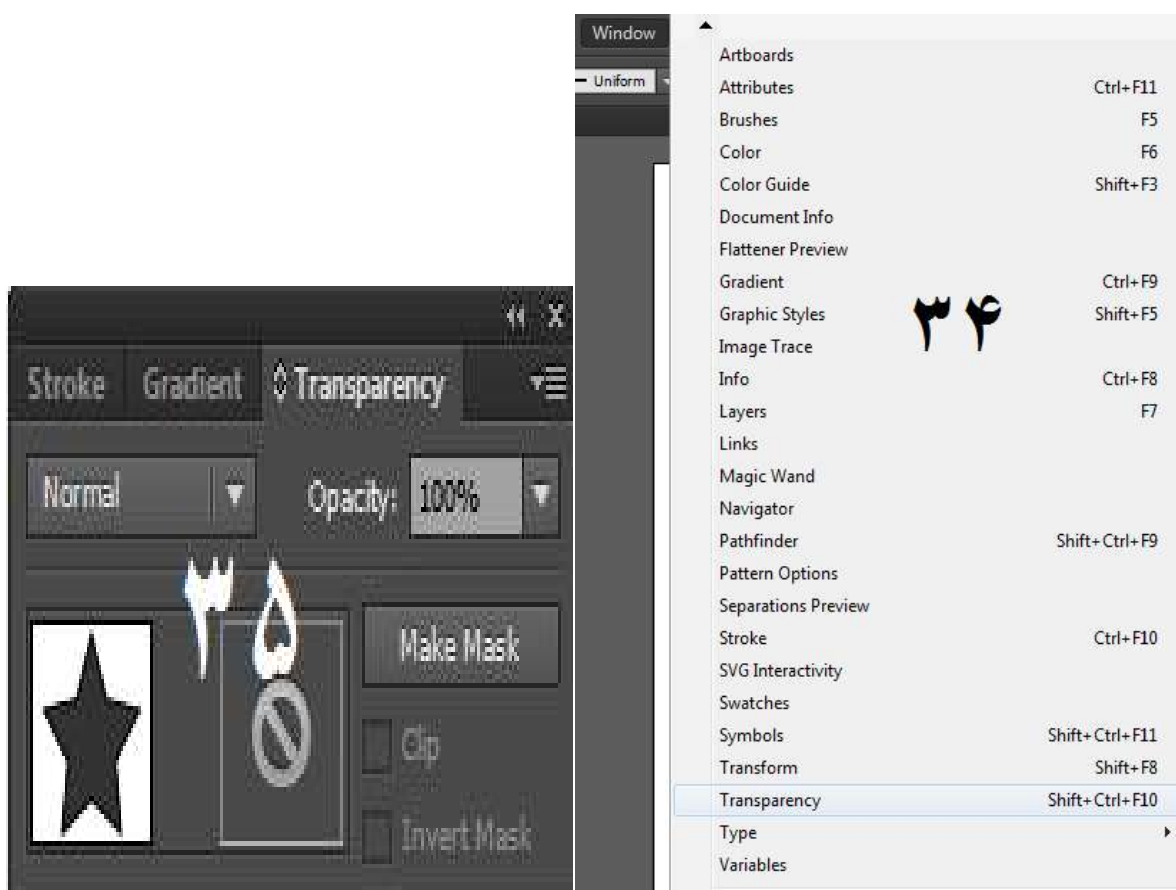 Stroke Gradient Transparency
Normal Opacity: 100%
۳۵
Make Mask
Clip
Invert Mask
Window
Uniform
Artboards
Attributes Ctrl+F11
Brushes F5
Color F6
Color Guide Shift+F3
Document Info
Flattener Preview
Gradient Ctrl+F9
۳۴
Graphic Styles Shift+F5
Image Trace
Info Ctrl+F8
Layers F7
Links
Magic Wand
Navigator
Pathfinder Shift+Ctrl+F9
Pattern Options
Separations Preview
Stroke Ctrl+F10
SVG Interactivity
Swatches
Symbols Shift+Ctrl+F11
Transform Shift+F8
Transparency Shift+Ctrl+F10
Type
Variables